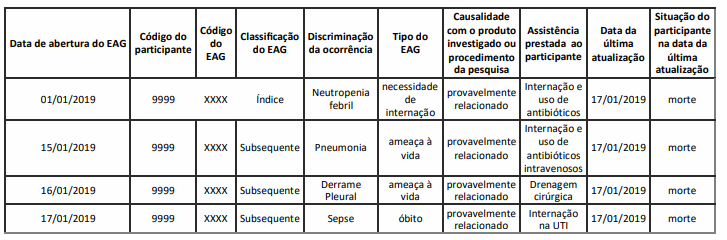 Data de abertura do EAG
Código do
participante
Código
do
EAG
Classificação
do EAG
Discriminação
da ocorrência
Tipo do
EAG
Causalidade
com o produto
investigado ou
procedimento
da pesquisa
Assistência
prestada ao
participante
Data da
última
atualização
Situação do
participante
na data da
última
atualização
01/01/2019
9999
XXXX
Índice
Neutropenia
febril
necessidade
de
internação
provavelmente
relacionado
Internação e
uso de
antibióticos
17/01/2019
morte
15/01/2019
9999
XXXX
Subsequente
Pneumonia
ameaça à
vida
provavelmente
relacionado
Internação e
uso de
antibióticos
intravenosos
17/01/2019
morte
16/01/2019
9999
XXXX
Subsequente
Derrame
Pleural
ameaça à
vida
provavelmente
relacionado
Drenagem
cirúrgica
17/01/2019
morte
17/01/2019
9999
XXXX
Subsequente
Sepse
óbito
provavelmente
relacionado
Internação
na UTI
17/01/2019
morte